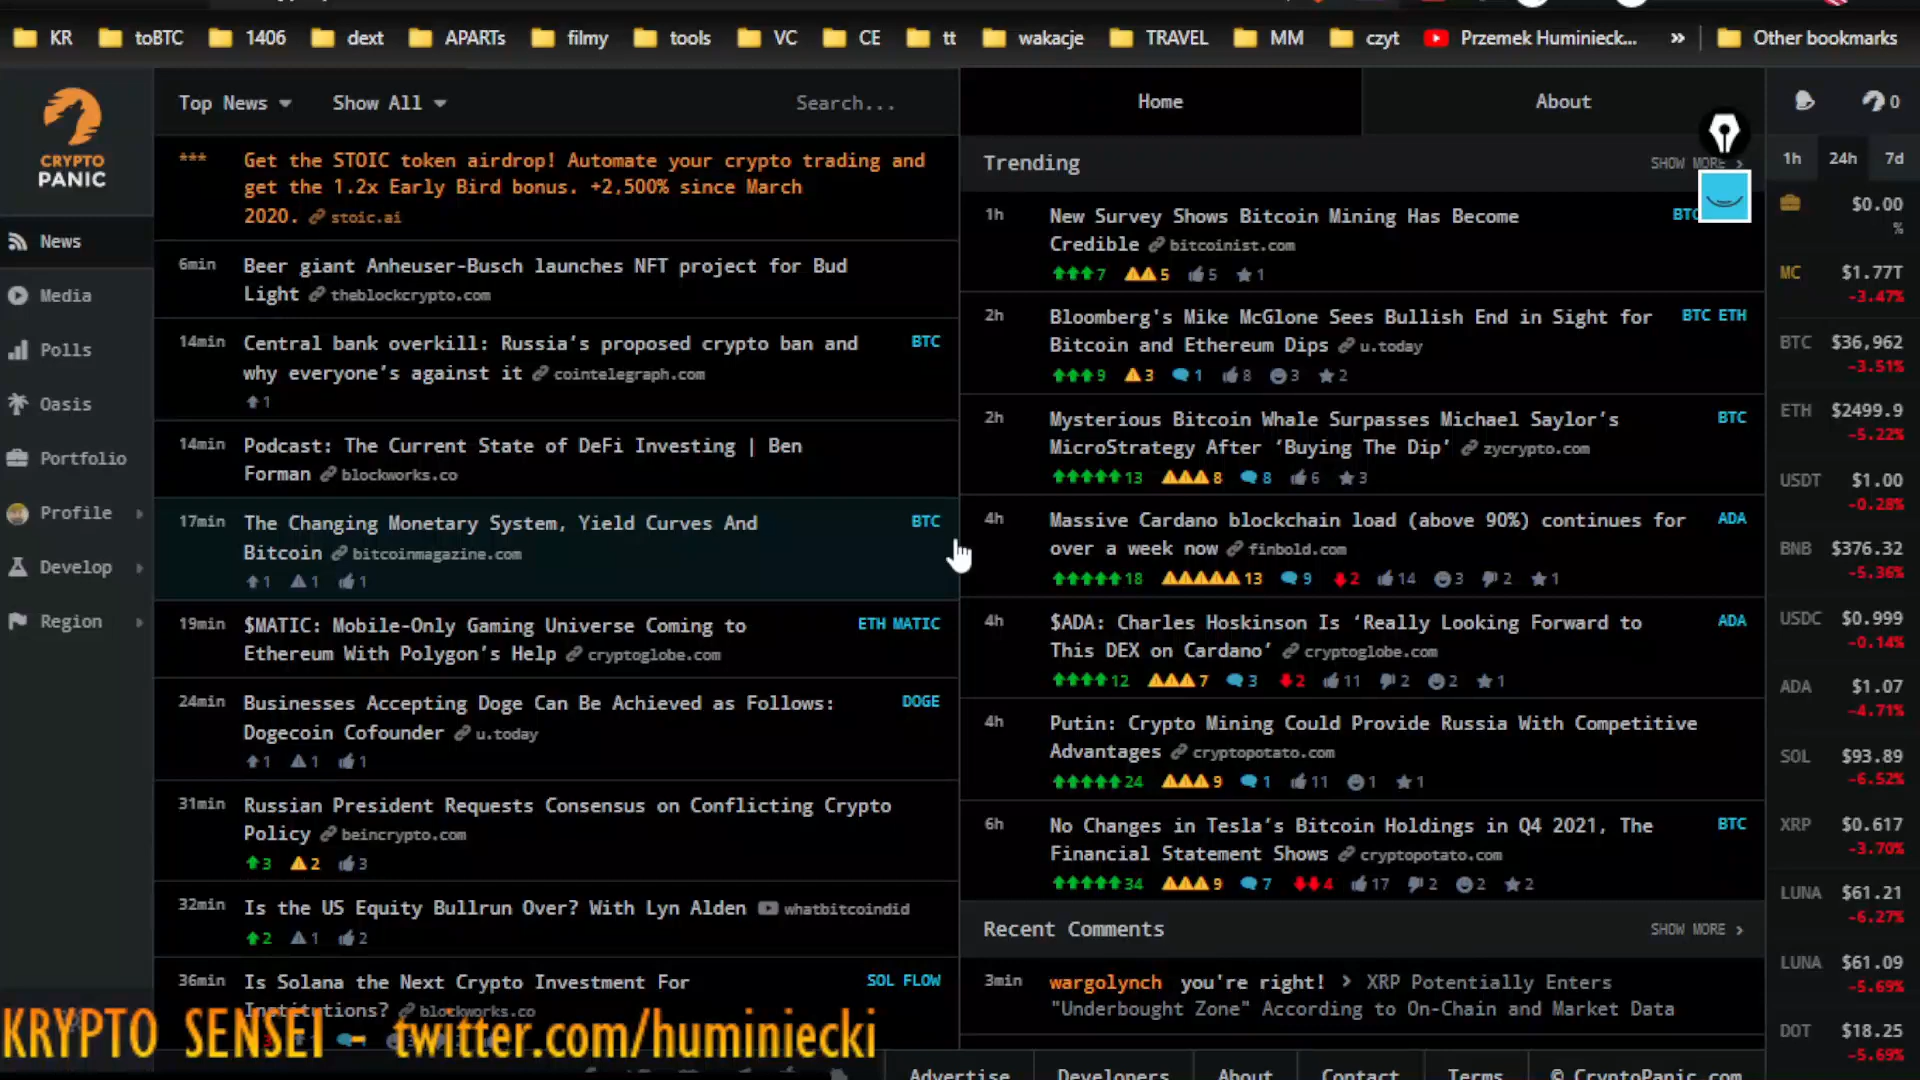 KR toBTC 1406 dext APARTs filmy tools VC CE tt wakacje TRAVEL MM czyt Przemek Huminieck... » Other bookmarks
CRYPTO
PANIC
News
Media
Polls
Oasis
Portfolio
Profile
Develop
Region
Top News Show All Search...
*** Get the STOIC token airdrop! Automate your crypto trading and
get the 1.2x Early Bird bonus. +2,500% since March
2020. stoic.ai
6min Beer giant Anheuser-Busch launches NFT project for Bud
Light theblockcrypto.com
14min Central bank overkill: Russia’s proposed crypto ban and BTC
why everyone’s against it cointelegraph.com
1
14min Podcast: The Current State of DeFi Investing | Ben
Forman blockworks.co
17min The Changing Monetary System, Yield Curves And BTC
Bitcoin bitcoinmagazine.com
1 1 1
19min $MATIC: Mobile-Only Gaming Universe Coming to ETH MATIC
Ethereum With Polygon’s Help cryptoglobe.com
24min Businesses Accepting Doge Can Be Achieved as Follows: DOGE
Dogecoin Cofounder u.today
1 1 1
31min Russian President Requests Consensus on Conflicting Crypto
Policy beincrypto.com
3 2 3
32min Is the US Equity Bullrun Over? With Lyn Alden whatbitcoindid
2 1 2
36min Is Solana the Next Crypto Investment For SOL FLOW
Institutions? blockworks.co
KRYPTO SENSEI - twitter.com/huminiecki
Home About
Trending SHOW MORE >
1h New Survey Shows Bitcoin Mining Has Become BTC
Credible bitcoinist.com
7 5 5 1
2h Bloomberg's Mike McGlone Sees Bullish End in Sight for BTC ETH
Bitcoin and Ethereum Dips u.today
9 3 1 8 3 2
2h Mysterious Bitcoin Whale Surpasses Michael Saylor’s BTC
MicroStrategy After ‘Buying The Dip’ zycrypto.com
13 8 8 6 3
4h Massive Cardano blockchain load (above 90%) continues for ADA
over a week now finbold.com
18 13 9 2 14 3 2 1
4h $ADA: Charles Hoskinson Is ‘Really Looking Forward to ADA
This DEX on Cardano’ cryptoglobe.com
12 7 3 2 11 2 2 1
4h Putin: Crypto Mining Could Provide Russia With Competitive
Advantages cryptopotato.com
24 9 1 11 1 1
6h No Changes in Tesla’s Bitcoin Holdings in Q4 2021, The BTC
Financial Statement Shows cryptopotato.com
34 9 7 4 17 2 2 2
Recent Comments SHOW MORE >
3min wargolynch you're right! > XRP Potentially Enters
"Underbought Zone" According to On-Chain and Market Data
Advertise Developers About Contact Terms © CryptoPanic.com
0
1h 24h 7d
$0.00
%
MC $1.77T
-3.47%
BTC $36,962
-3.51%
ETH $2499.9
-5.22%
USDT $1.00
-0.28%
BNB $376.32
-5.36%
USDC $0.999
-0.14%
ADA $1.07
-4.71%
SOL $93.89
-6.52%
XRP $0.617
-3.70%
LUNA $61.21
-6.27%
LUNA $61.09
-5.69%
DOT $18.25
-5.69%